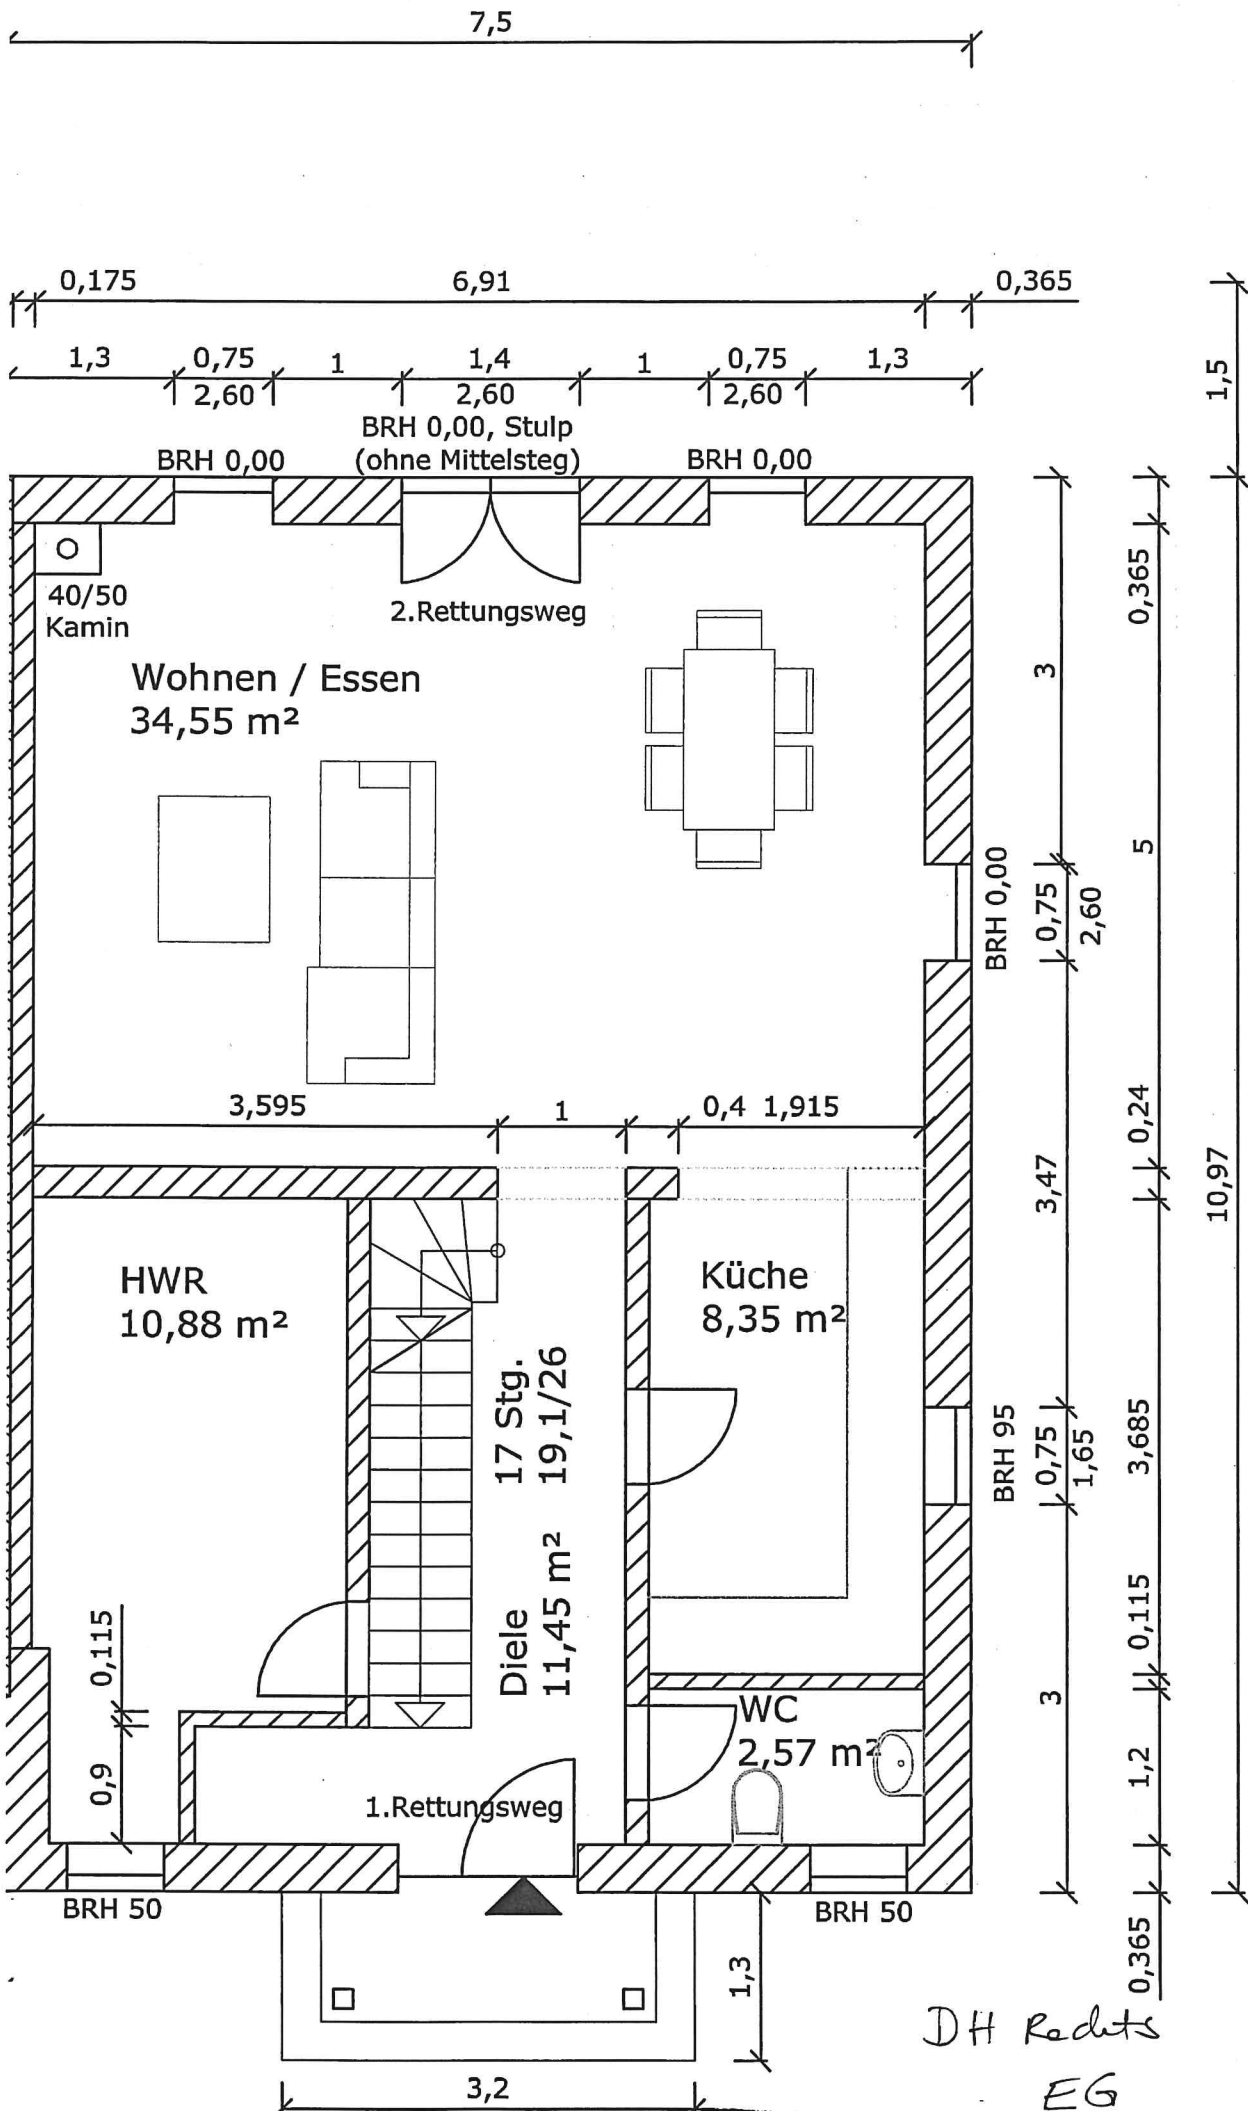 7,5
0,175
6,91
0,365
1,3
0,75
2,60
1
1,4
2,60
1
0,75
2,60
1,3
1,5
BRH 0,00
BRH 0,00, Stulp
(ohne Mittelsteg)
BRH 0,00
40/50
Kamin
2.Rettungsweg
Wohnen / Essen
34,55 m²
3
0,365
5
BRH 0,00
0,75
2,60
3,595
1
0,4
1,915
0,24
3,47
10,97
HWR
10,88 m²
17 Stg.
19,1/26
Küche
8,35 m²
BRH 95
0,75
1,65
3,685
Diele
11,45 m²
0,115
0,115
0,9
WC
2,57 m²
3
1,2
1.Rettungsweg
BRH 50
BRH 50
0,365
1,3
3,2
DH Rechts
EG